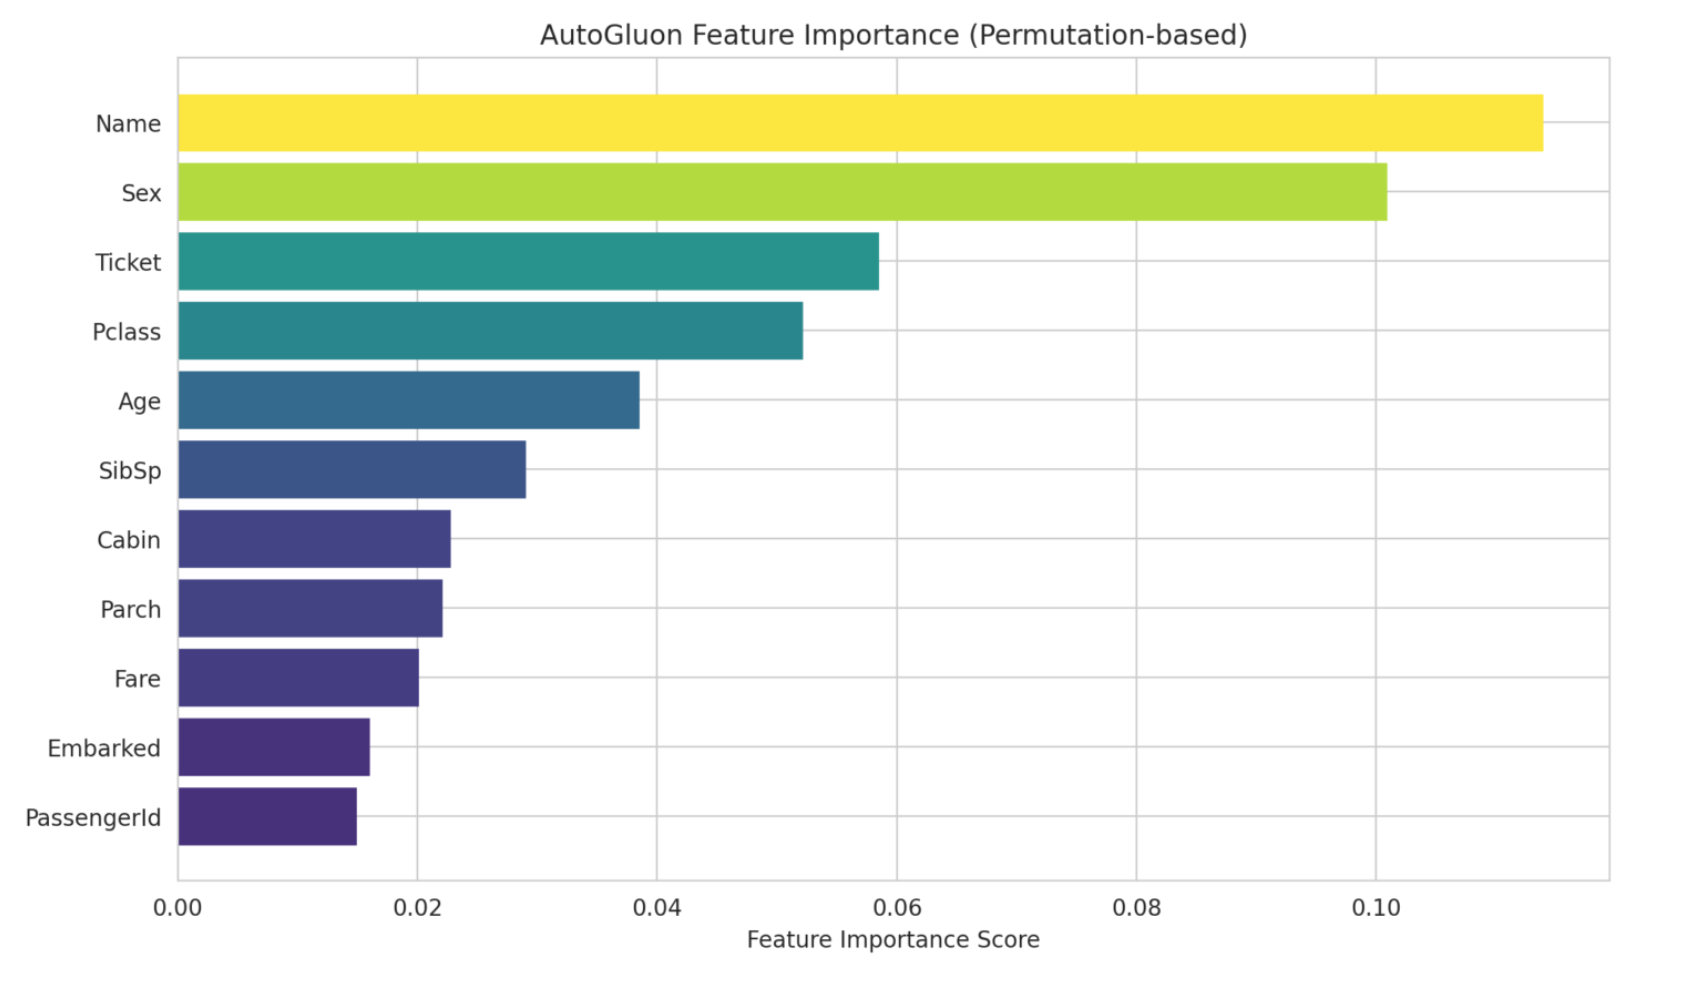 AutoGluon Feature Importance (Permutation-based)
Name
Sex
Ticket
Pclass
Age
SibSp
Cabin
Parch
Fare
Embarked
PassengerId
0.00 0.02 0.04 0.06 0.08 0.10
Feature Importance Score